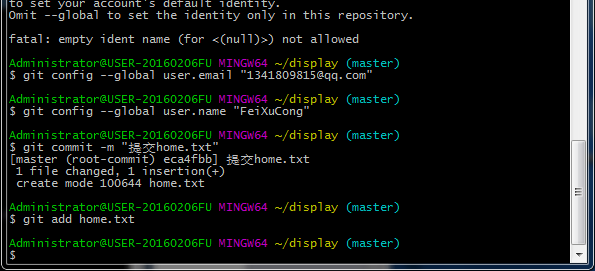 to set your account's default identity.
Omit --global to set the identity only in this repository.
fatal: empty ident name (for <(null)>) not allowed
Administrator@USER-20160206FU MINGW64 ~/display (master)
$ git config --global user.email "1341809815@qq.com"
Administrator@USER-20160206FU MINGW64 ~/display (master)
$ git config --global user.name "FeiXuCong"
Administrator@USER-20160206FU MINGW64 ~/display (master)
$ git commit -m "提交home.txt"
[master (root-commit) eca4fbb] 提交home.txt
1 file changed, 1 insertion(+)
create mode 100644 home.txt
Administrator@USER-20160206FU MINGW64 ~/display (master)
$ git add home.txt
Administrator@USER-20160206FU MINGW64 ~/display (master)
$